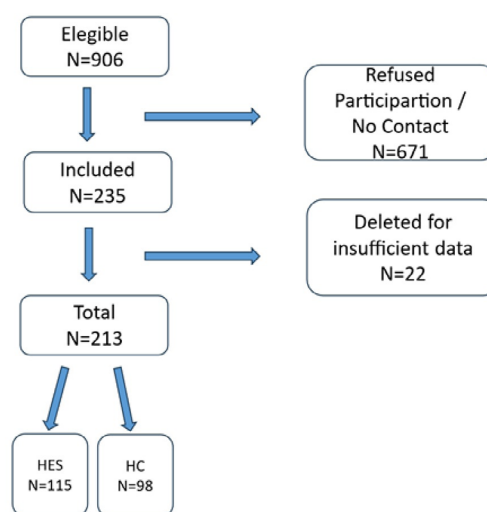 Elegible
N=906
Refused
Participartion /
No Contact
N=671
Included
N=235
Deleted for
insufficient data
N=22
Total
N=213
HES
N=115
HC
N=98